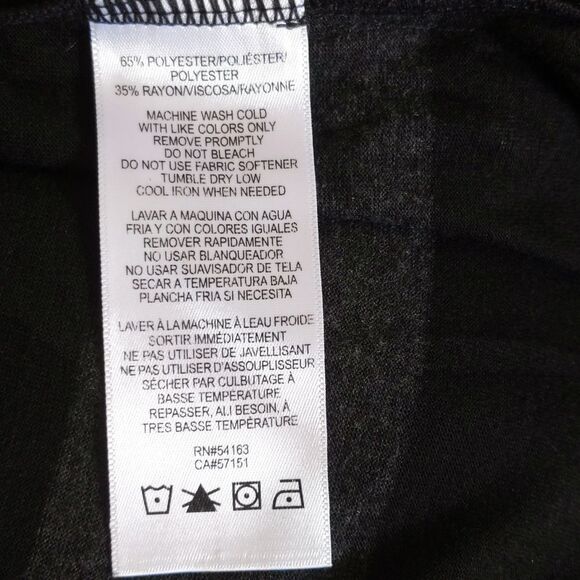 65% POLYESTER/POLIÉSTER/
POLYESTER
35% RAYON/VISCOSA/RAYONNE
MACHINE WASH COLD
WITH LIKE COLORS ONLY
REMOVE PROMPTLY
DO NOT BLEACH
DO NOT USE FABRIC SOFTENER
TUMBLE DRY LOW
COOL IRON WHEN NEEDED
LAVAR A MAQUINA CON AGUA
FRIA Y CON COLORES IGUALES
REMOVER RAPIDAMENTE
NO USAR BLANQUEADOR
NO USAR SUAVISADOR DE TELA
SECAR A TEMPERATURA BAJA
PLANCHA FRIA SI NECESITA
LAVER À LA MACHINE À LEAU FROIDE
SORTIR IMMÉDIATEMENT
NE PAS UTILISER DE JAVELLISANT
NE PAS UTILISER D'ASSOUPLISSEUR
SÉCHER PAR CULBUTAGE À
BASSE TEMPÉRATURE
REPASSER, ALI BESOIN, À
TRES BASSE TEMPÉRATURE
RN#54163
CA#57151